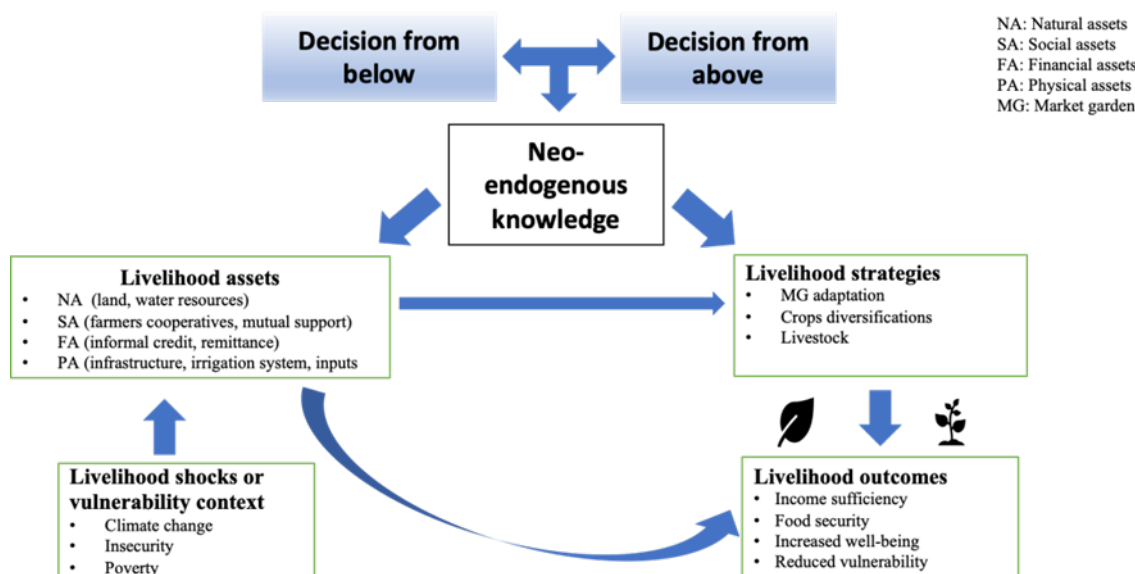 Decision from
below
Decision from
above
NA: Natural assets
SA: Social assets
FA: Financial assets
PA: Physical assets
MG: Market garden
Neo-
endogenous
knowledge
Livelihood assets
• NA (land, water resources)
• SA (farmers cooperatives, mutual support)
• FA (informal credit, remittance)
• PA (infrastructure, irrigation system, inputs
Livelihood strategies
• MG adaptation
• Crops diversifications
• Livestock
Livelihood shocks or
vulnerability context
• Climate change
• Insecurity
• Poverty
Livelihood outcomes
• Income sufficiency
• Food security
• Increased well-being
• Reduced vulnerability